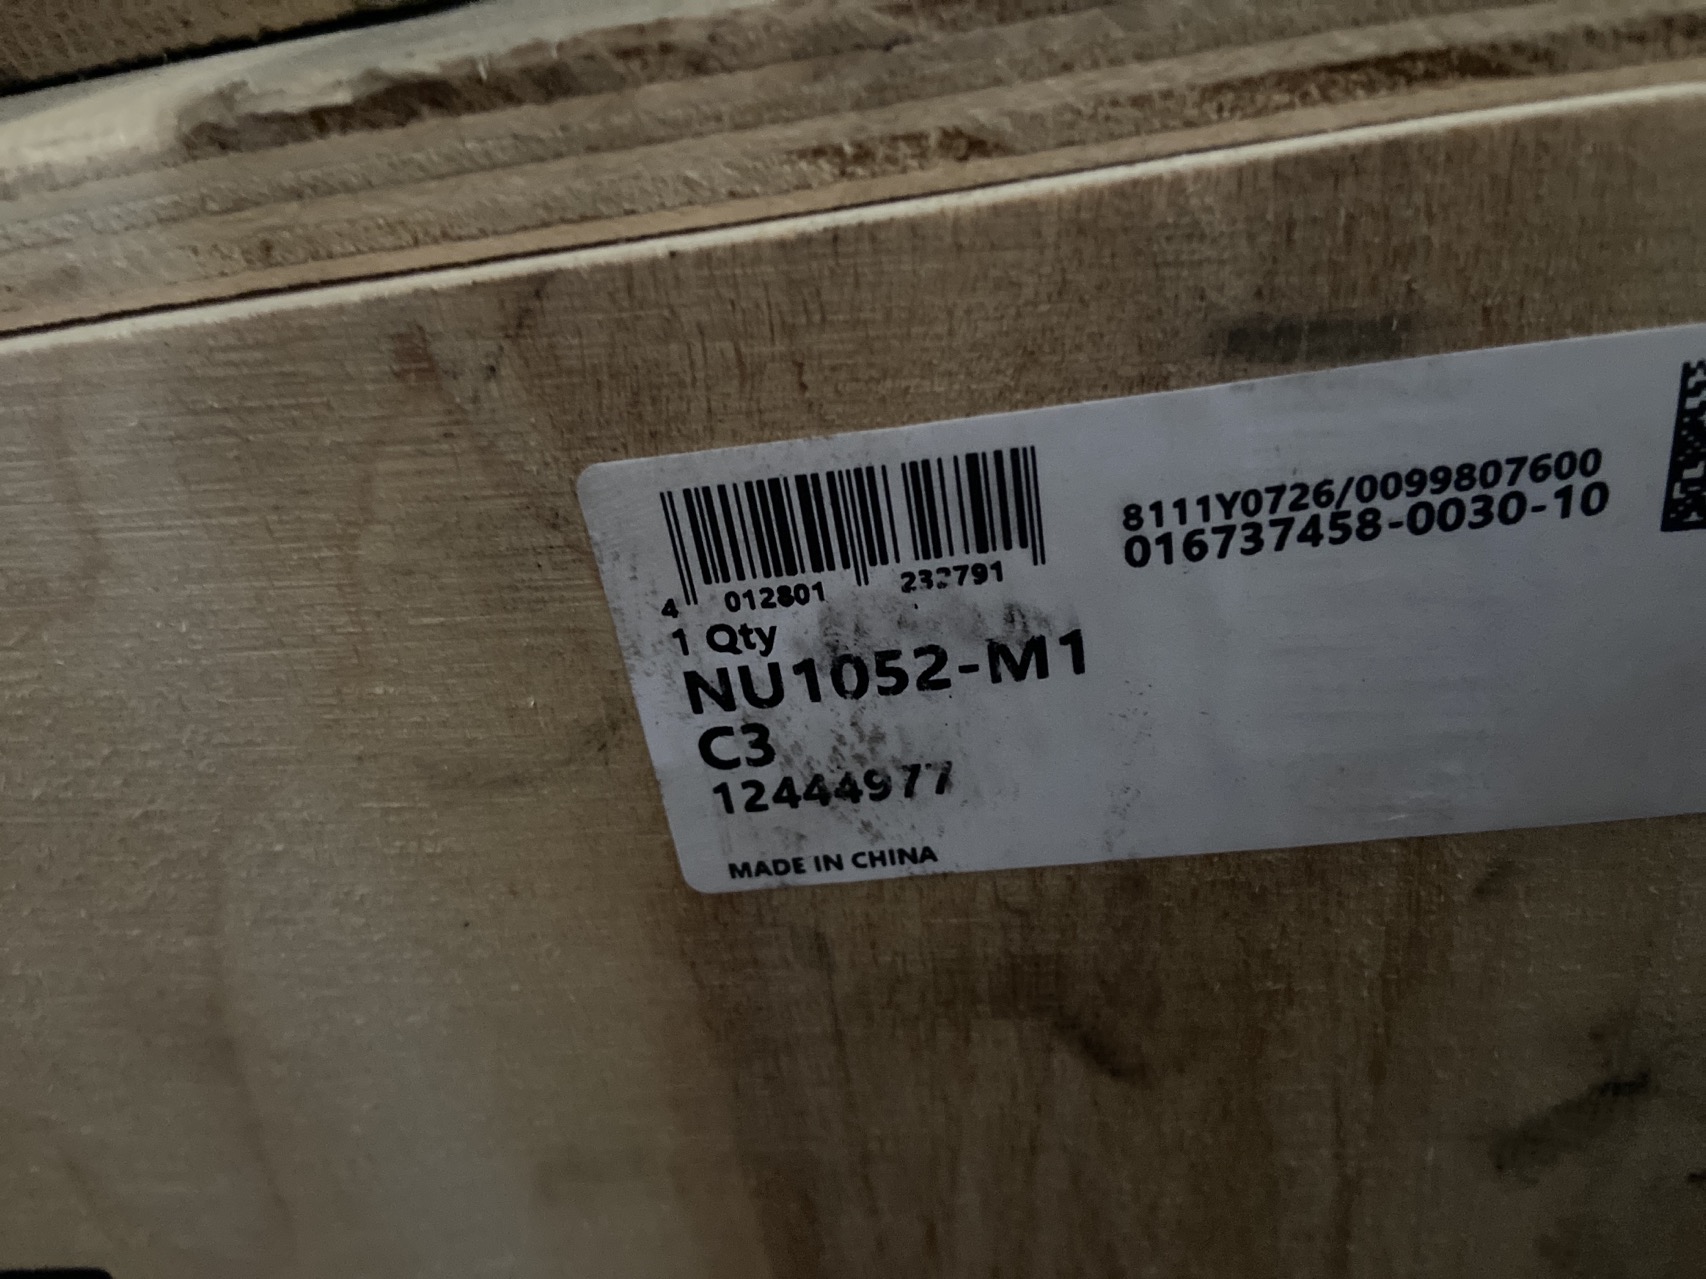 8111Y0726/0099807600
016737458-0030-10
4 012801
1 Qty
NU1052-M1
C3
12444977
MADE IN CHINA